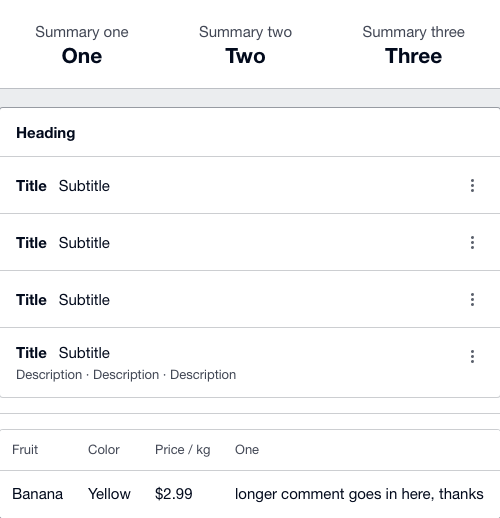 Summary one Summary two Summary three
One Two Three
Heading
Title Subtitle
Title Subtitle
Title Subtitle
Title Subtitle
Description · Description · Description
Fruit Color Price / kg One
Banana Yellow $2.99 longer comment goes in here, thanks